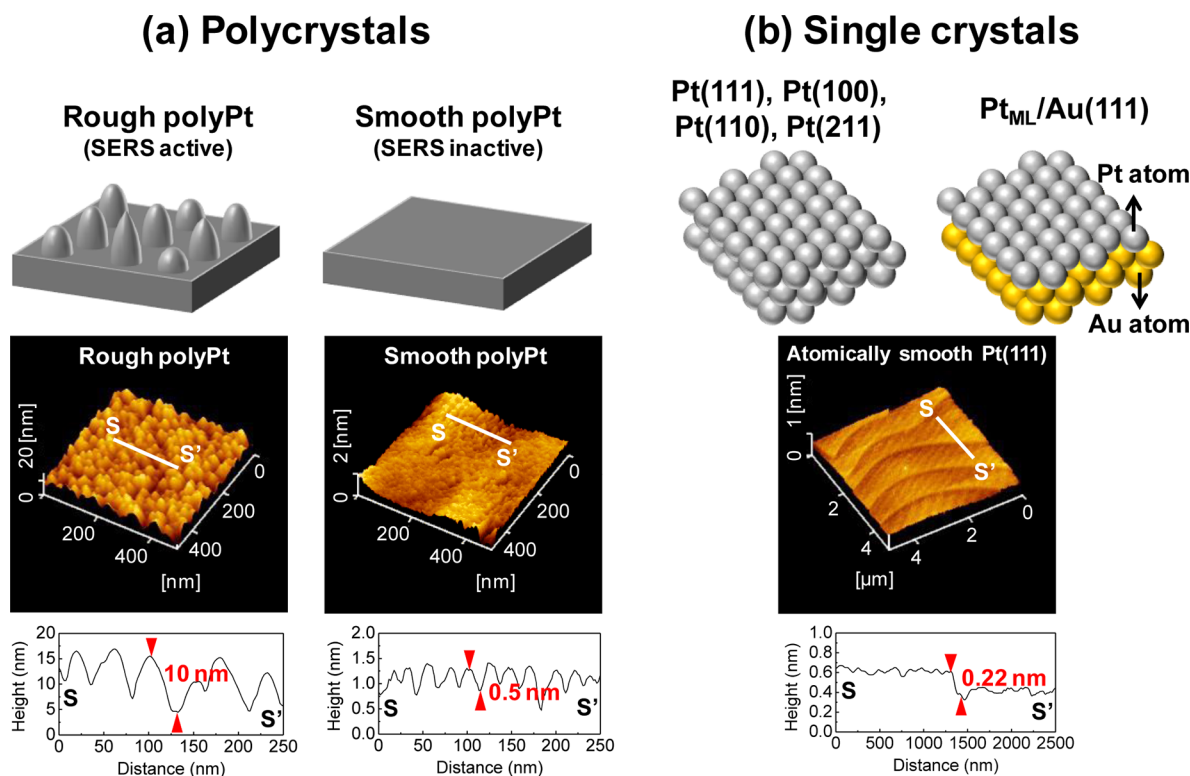 (a) Polycrystals
Rough polyPt
(SERS active)
Smooth polyPt
(SERS inactive)
Rough polyPt
20 [nm]
0
S
S'
0
200
400
200
400
[nm]
Smooth polyPt
2 [nm]
0
S
S'
0
200
400
200
400
[nm]
Height (nm)
20
15
10
5
0
10 nm
S
S'
0 50 100 150 200 250
Distance (nm)
Height (nm)
2.0
1.5
1.0
0.5
0.0
0.5 nm
S
S'
0 50 100 150 200 250
Distance (nm)
(b) Single crystals
Pt(111), Pt(100),
Pt(110), Pt(211)
PtML/Au(111)
Pt atom
Au atom
Atomically smooth Pt(111)
1 [nm]
0
S
S'
0
2
4
2
4
[µm]
Height (nm)
1.0
0.8
0.6
0.4
0.2
0.0
0.22 nm
S
S'
0 500 1000 1500 2000 2500
Distance (nm)